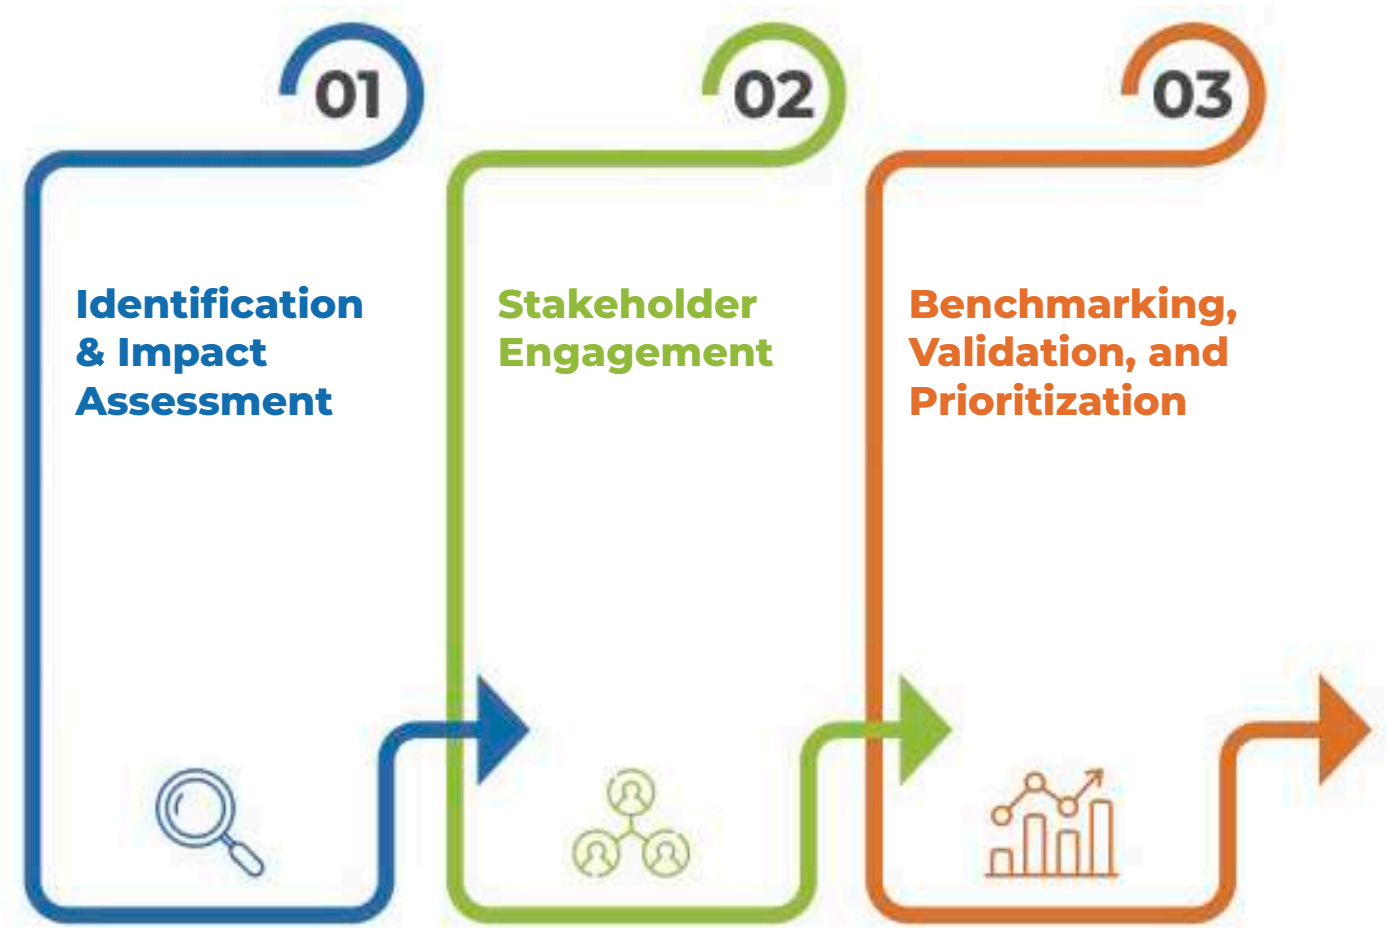 01
Identification
& Impact
Assessment
02
Stakeholder
Engagement
03
Benchmarking,
Validation, and
Prioritization